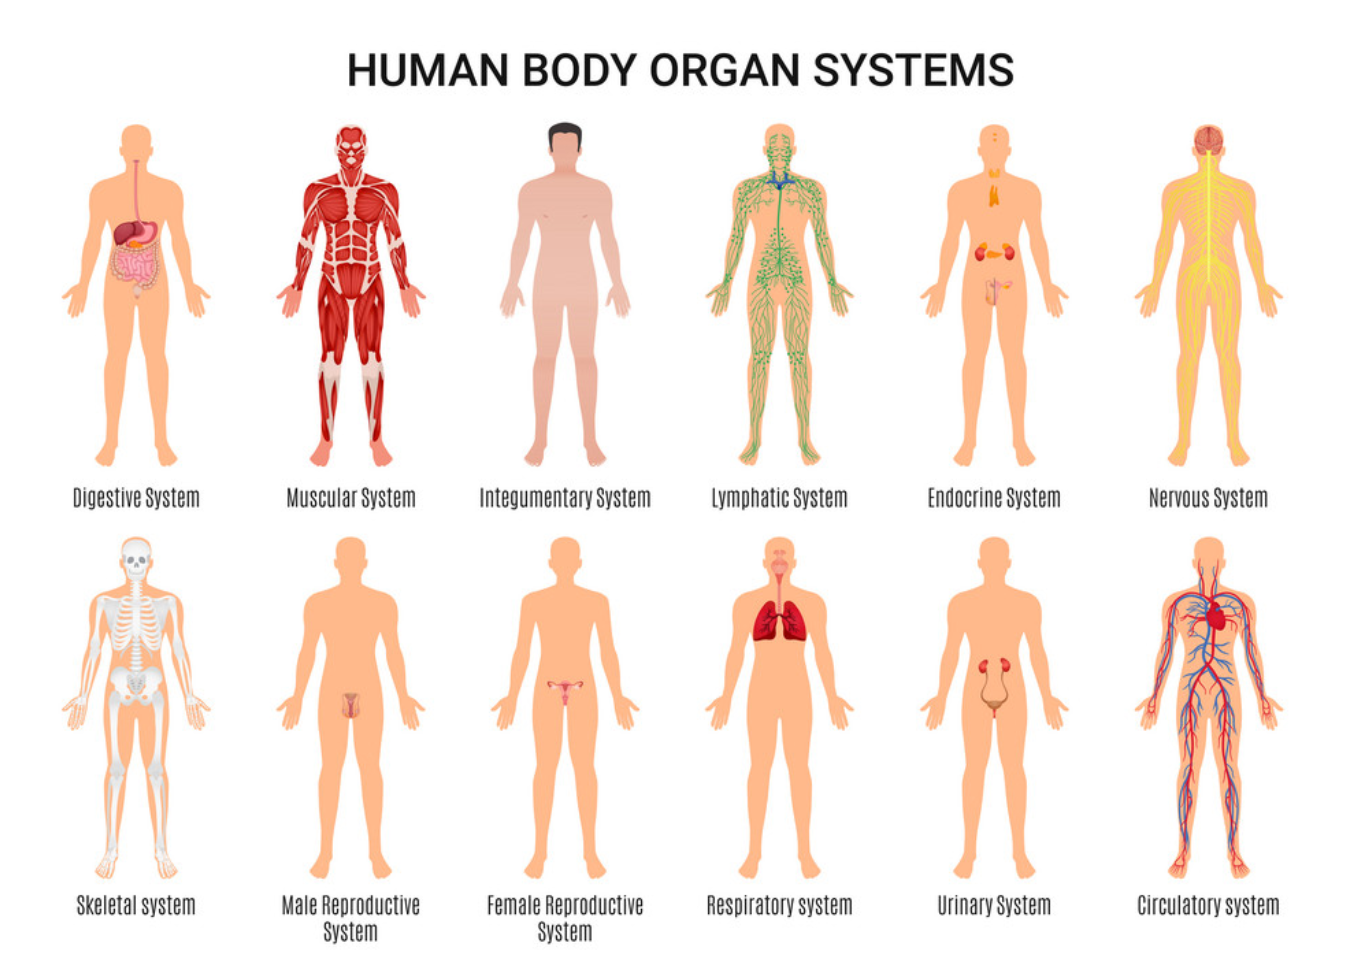 HUMAN BODY ORGAN SYSTEMS
Digestive System
Muscular System
Integumentary System
Lymphatic System
Endocrine System
Nervous System
Skeletal system
Male Reproductive
System
Female Reproductive
System
Respiratory system
Urinary System
Circulatory system